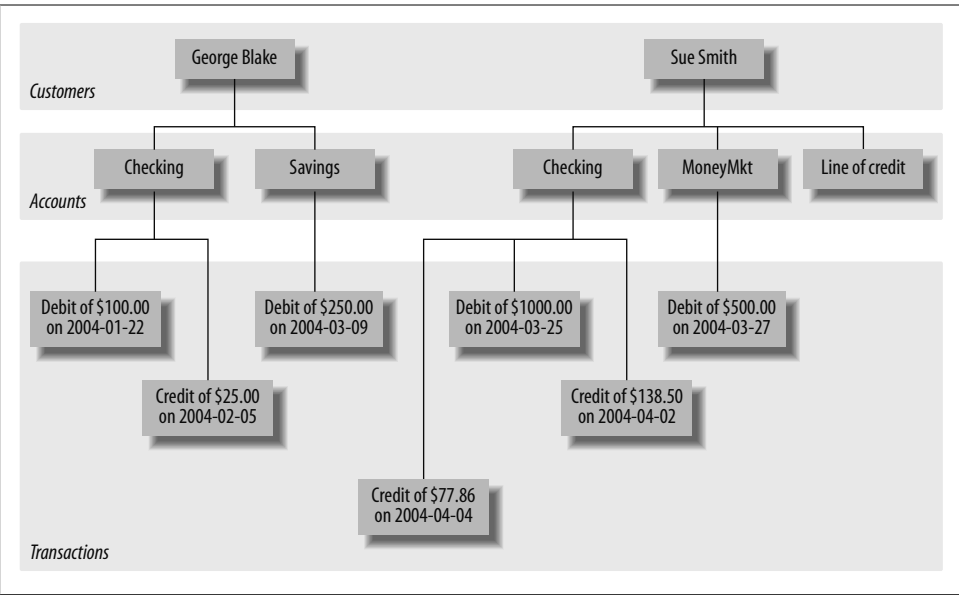 George Blake
Sue Smith
Customers
Checking
Savings
Checking
MoneyMkt
Line of credit
Accounts
Debit of $100.00
on 2004-01-22
Debit of $250.00
on 2004-03-09
Debit of $1000.00
on 2004-03-25
Debit of $500.00
on 2004-03-27
Credit of $25.00
on 2004-02-05
Credit of $138.50
on 2004-04-02
Credit of $77.86
on 2004-04-04
Transactions